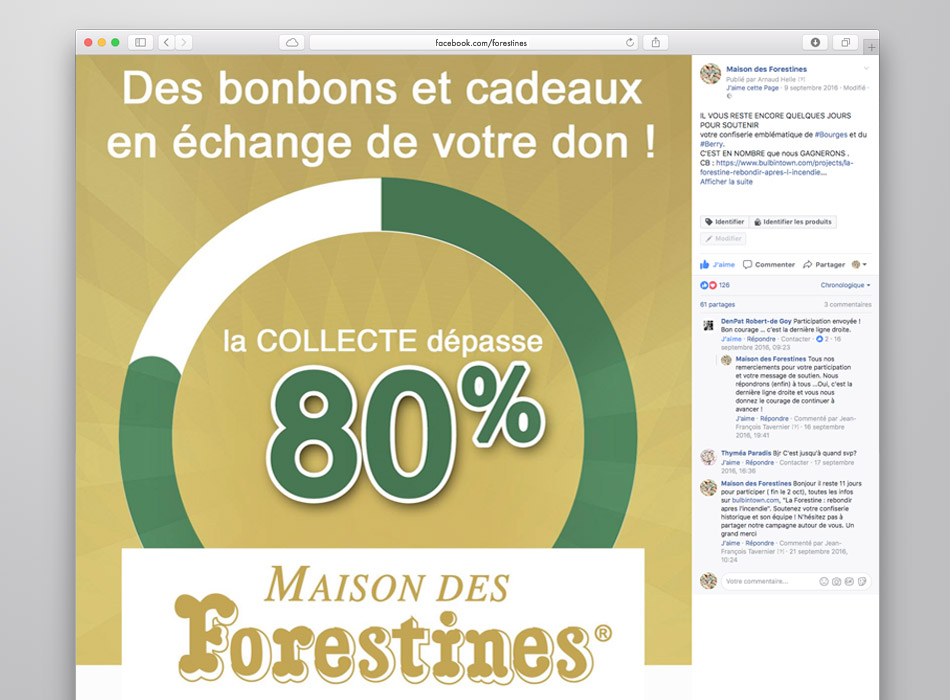 facebook.com/forestines
Des bonbons et cadeaux
en échange de votre don !
la COLLECTE dépasse
80%
MAISON DES
Forestines®
Maison des Forestines
Publié par Arnaud Helle [?]
J'aime cette Page · 9 septembre 2016 · Modifié ·
IL VOUS RESTE ENCORE QUELQUES JOURS
POUR SOUTENIR
votre confiserie emblématique de #Bourges et du
#Berry.
C'EST EN NOMBRE que nous GAGNERONS .
CB : https://www.bulbintown.com/projects/la-
forestine-rebondir-apres-l-incendie...
Afficher la suite
Identifier
Identifier les produits
Modifier
J'aime
Commenter
Partager
126
Chronologique
61 partages
3 commentaires
DenPat Robert-de Goy Participation envoyée !
Bon courage ... c'est la dernière ligne droite.
J'aime · Répondre · Contacter · 2 · 16
septembre 2016, 09:23
Maison des Forestines Tous nos
remerciements pour votre participation
et votre message de soutien. Nous
répondrons (enfin) à tous ...Oui, c'est la
dernière ligne droite et vous nous
donnez le courage de continuer à
avancer !
J'aime · Répondre · Commenté par Jean-
François Tavernier [?] · 16 septembre
2016, 19:41
Thyméa Paradis Bjr C'est jusqu'à quand svp?
J'aime · Répondre · Contacter · 17 septembre
2016, 16:36
Maison des Forestines Bonjour il reste 11 jours
pour participer ( fin le 2 oct), toutes les infos
sur bulbintown.com, "La Forestine : rebondir
apres l'incendie". Soutenez votre confiserie
historique et son équipe ! N'hésitez pas à
partager notre campagne autour de vous. Un
grand merci
J'aime · Répondre · Commenté par Jean-
François Tavernier [?] · 21 septembre 2016,
10:24
Votre commentaire...